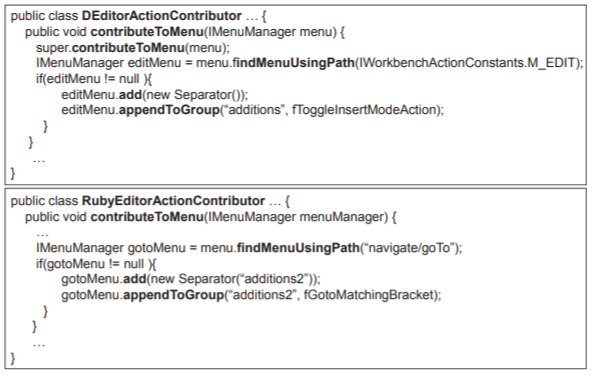 public class DEditorActionContributor … {
public void contributeToMenu(IMenuManager menu) {
super.contributeToMenu(menu);
IMenuManager editMenu = menu.findMenuUsingPath(IWorkbenchActionConstants.M_EDIT);
if(editMenu != null ){
editMenu.add(new Separator());
editMenu.appendToGroup(“additions”, fToggleInsertModeAction);
}
}
…
}
public class RubyEditorActionContributor … {
public void contributeToMenu(IMenuManager menuManager) {
…
IMenuManager gotoMenu = menu.findMenuUsingPath(“navigate/goTo”);
if(gotoMenu != null ){
gotoMenu.add(new Separator(“additions2”));
gotoMenu.appendToGroup(“additions2”, fGotoMatchingBracket);
}
}
…
}